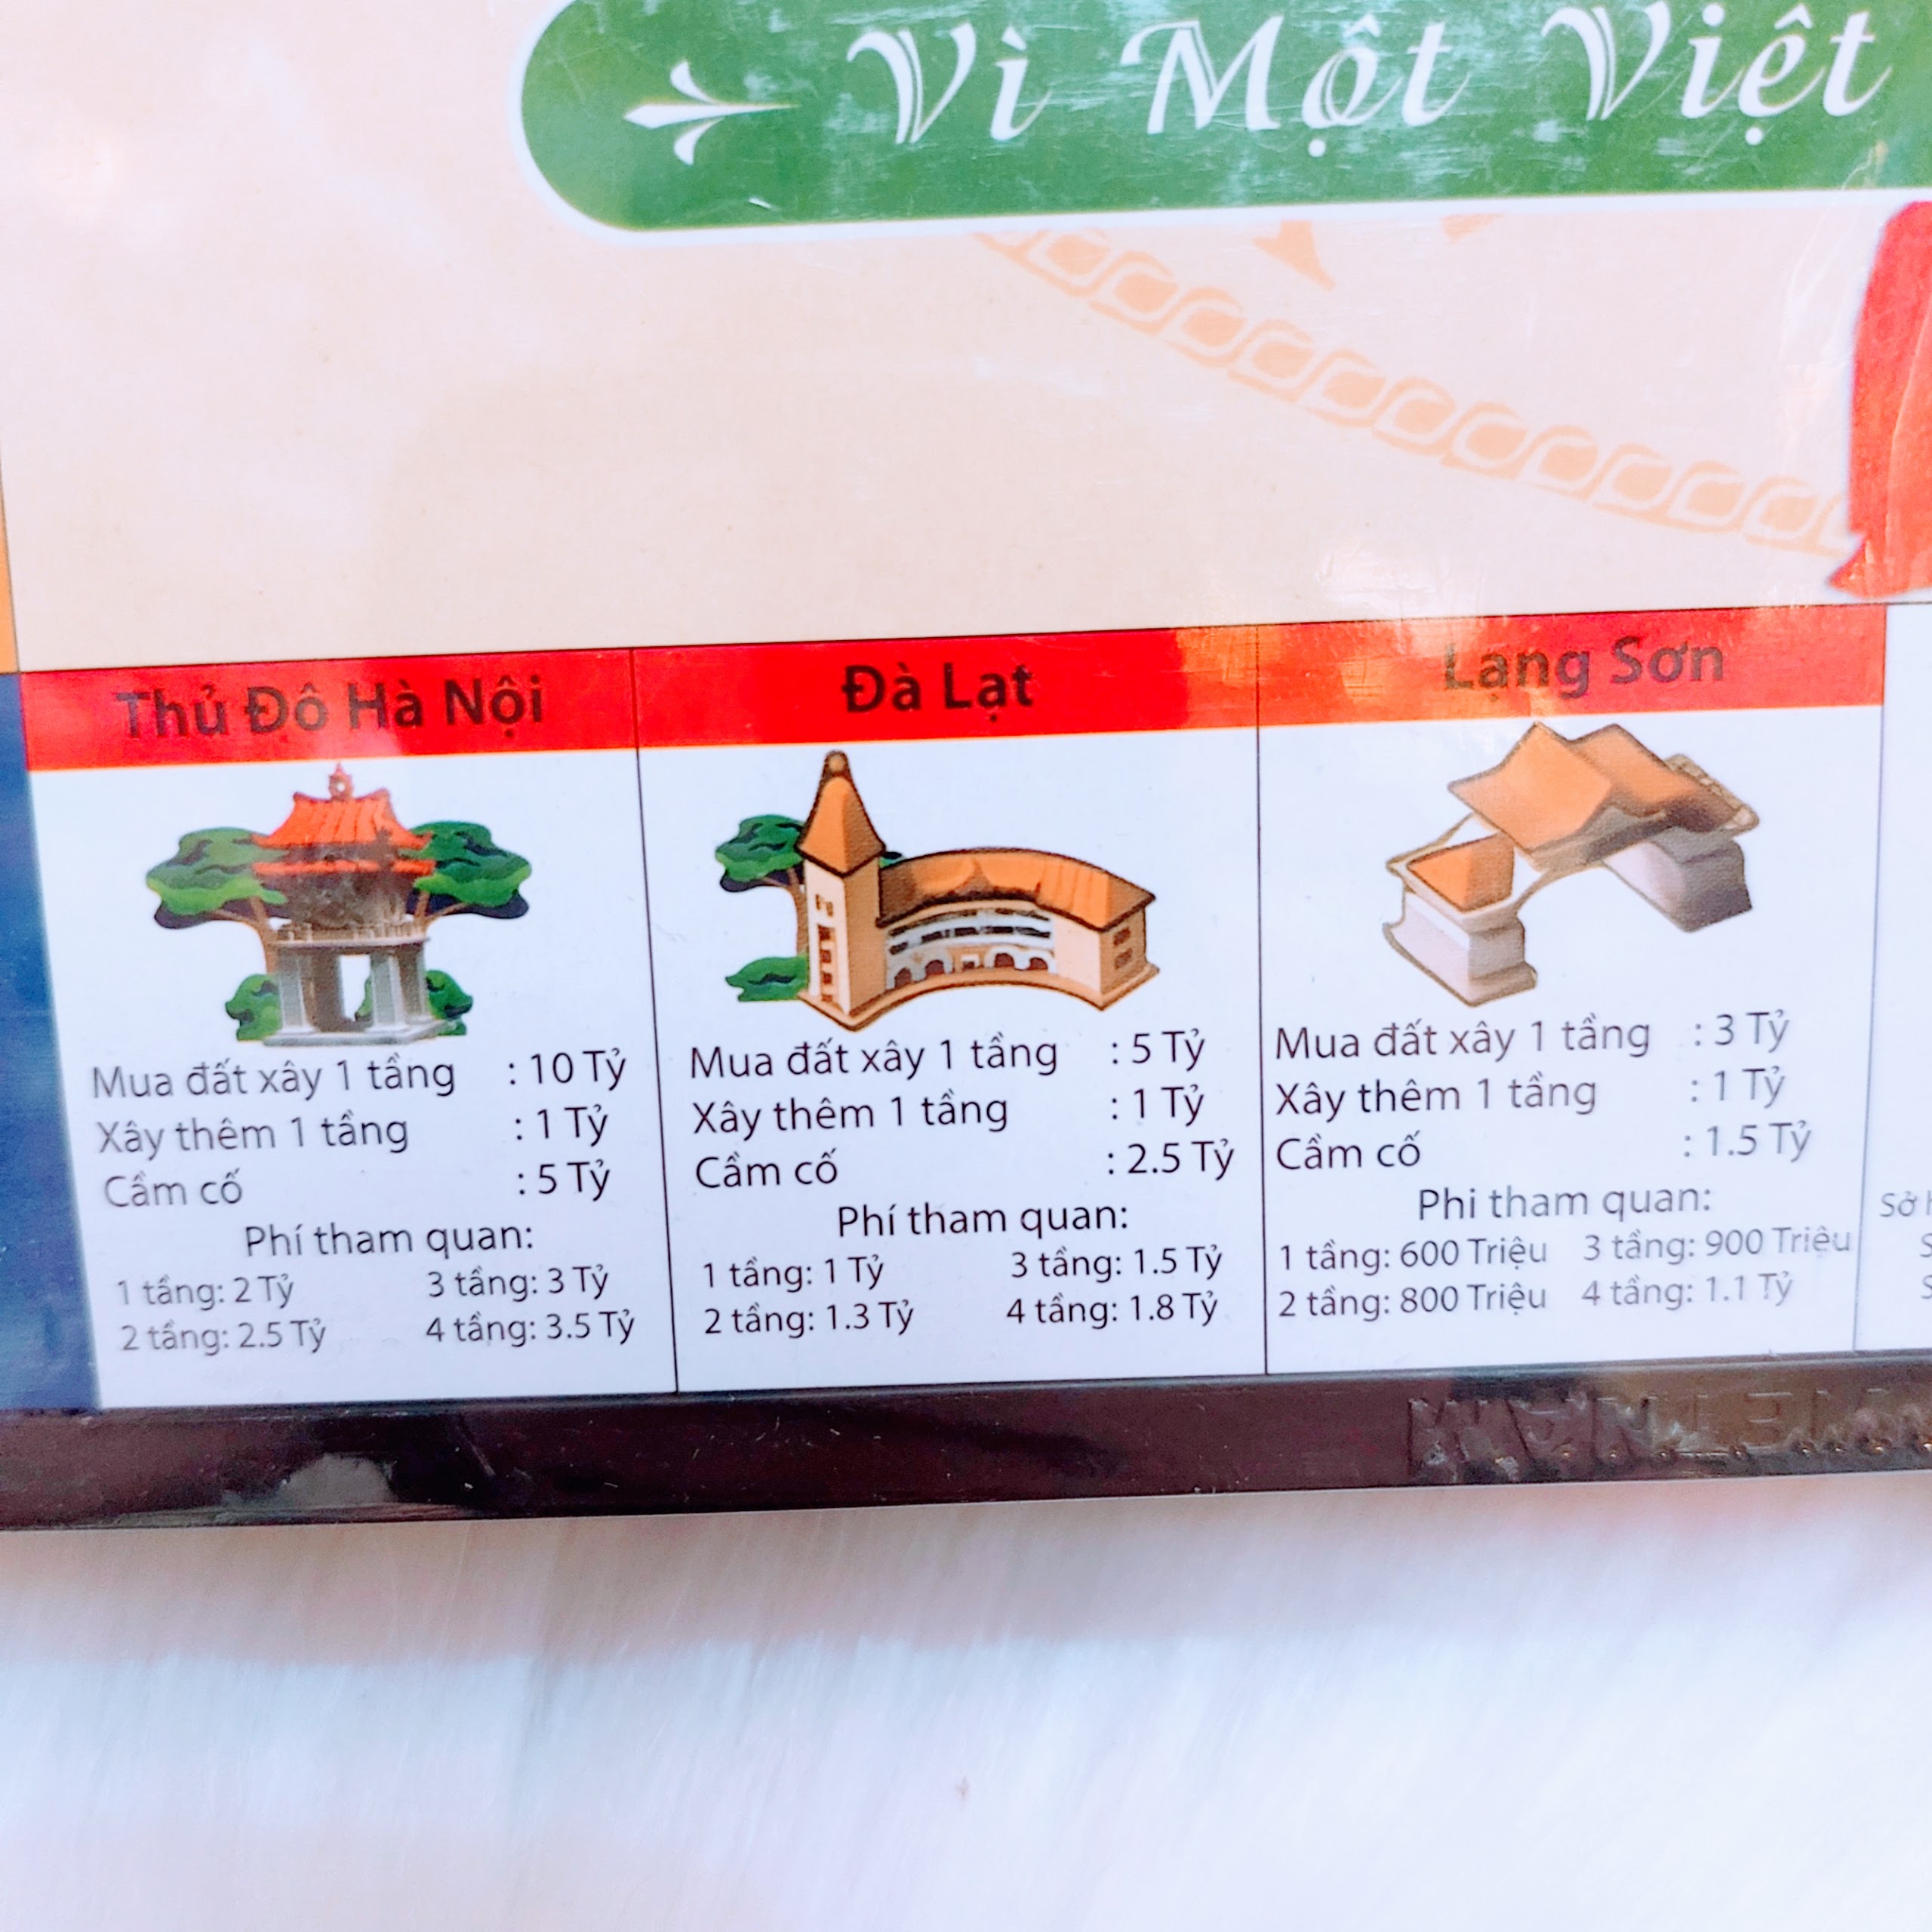 Vì Một Việt
Thủ Đô Hà Nội
Mua đất xây 1 tầng : 10 Tỷ
Xây thêm 1 tầng : 1 Tỷ
Cầm cố : 5 Tỷ
Phí tham quan:
1 tầng: 2 Tỷ 3 tầng: 3 Tỷ
2 tầng: 2.5 Tỷ 4 tầng: 3.5 Tỷ
Đà Lạt
Mua đất xây 1 tầng : 5 Tỷ
Xây thêm 1 tầng : 1 Tỷ
Cầm cố : 2.5 Tỷ
Phí tham quan:
1 tầng: 1 Tỷ 3 tầng: 1.5 Tỷ
2 tầng: 1.3 Tỷ 4 tầng: 1.8 Tỷ
Lạng Sơn
Mua đất xây 1 tầng : 3 Tỷ
Xây thêm 1 tầng : 1 Tỷ
Cầm cố : 1.5 Tỷ
Phi tham quan:
1 tầng: 600 Triệu 3 tầng: 900 Triệu
2 tầng: 800 Triệu 4 tầng: 1.1 Tỷ
Sở